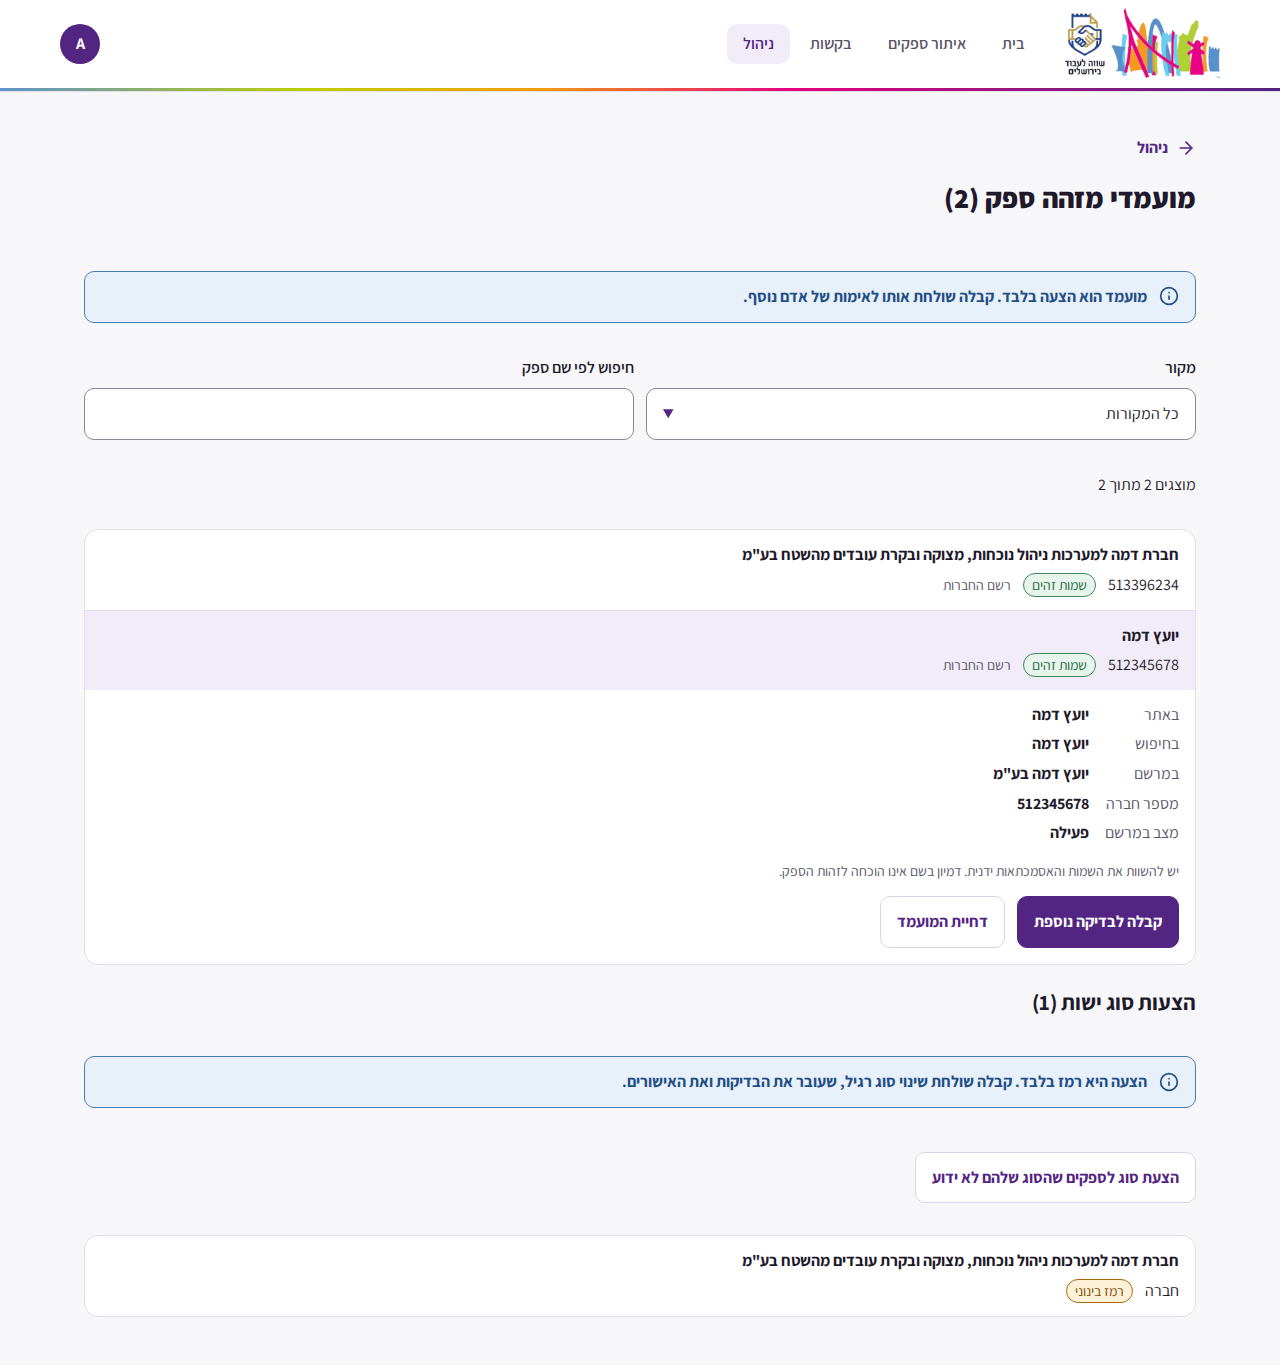 שווה לעבוד
בירושלים
בית
איתור ספקים
בקשות
ניהול
A
ניהול
מועמדי מזהה ספק (2)
מועמד הוא הצעה בלבד. קבלה שולחת אותו לאימות של אדם נוסף.
מקור
חיפוש לפי שם ספק
כל המקורות
מוצגים 2 מתוך 2
חברת דמה למערכות ניהול נוכחות, מצוקה ובקרת עובדים מהשטח בע"מ
513396234 שמות זהים רשם החברות
יועץ דמה
512345678 שמות זהים רשם החברות
באתר יועץ דמה
בחיפוש יועץ דמה
במרשם יועץ דמה בע"מ
מספר חברה 512345678
מצב במרשם פעילה
יש להשוות את השמות והאסמכתאות ידנית. דמיון בשם אינו הוכחה לזהות הספק.
קבלה לבדיקה נוספת
דחיית המועמד
הצעות סוג ישות (1)
הצעה היא רמז בלבד. קבלה שולחת שינוי סוג רגיל, שעובר את הבדיקות ואת האישורים.
הצעת סוג לספקים שהסוג שלהם לא ידוע
חברת דמה למערכות ניהול נוכחות, מצוקה ובקרת עובדים מהשטח בע"מ
חברה רמז בינוני